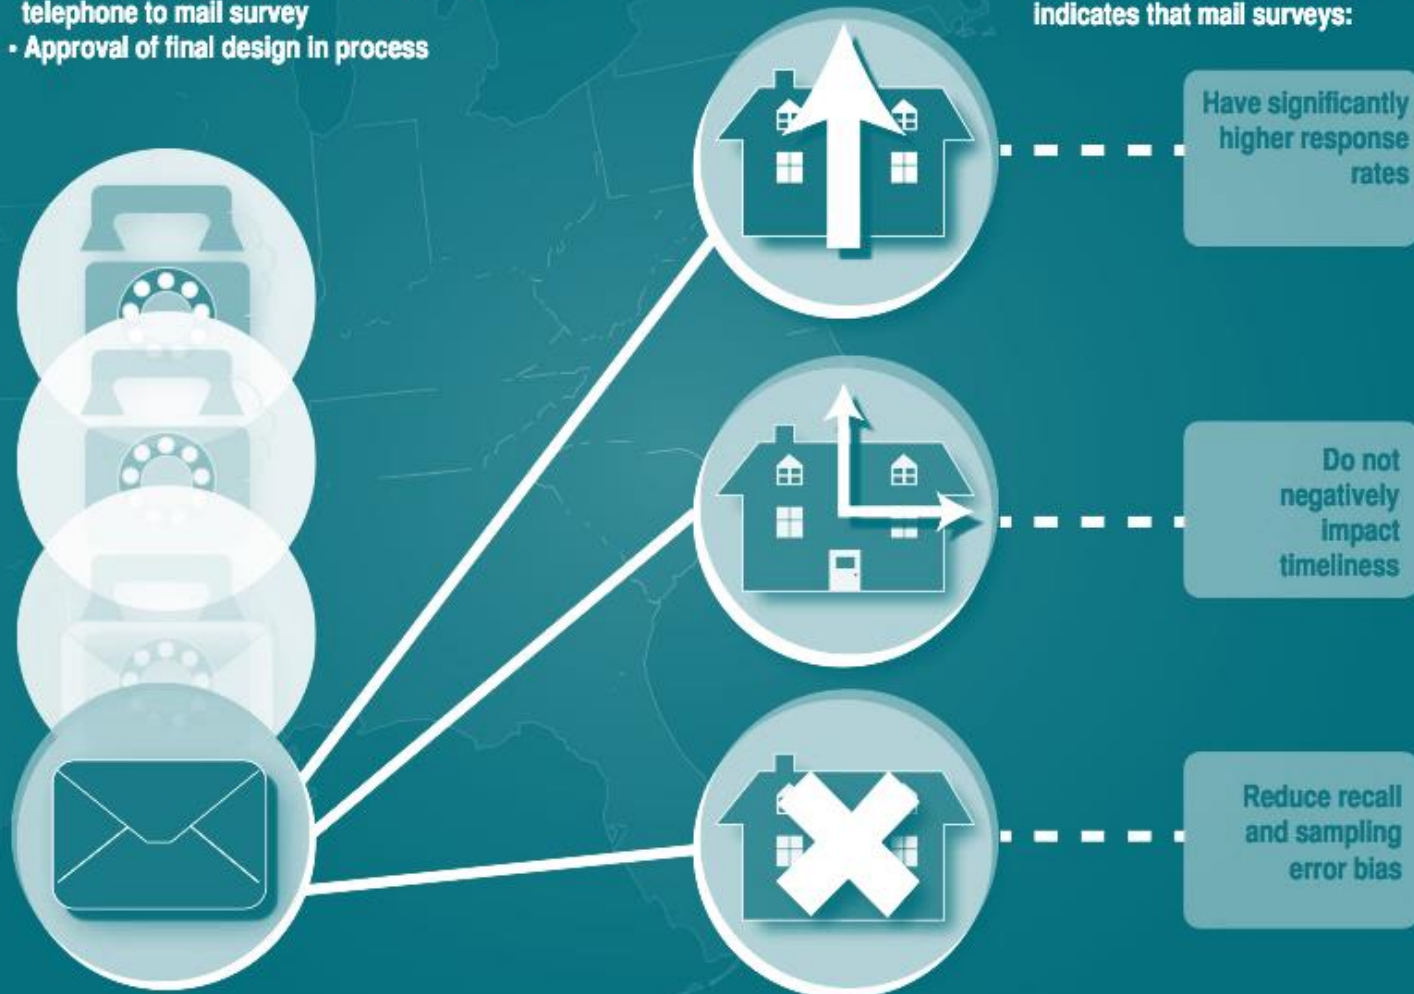 telephone to mail survey
• Approval of final design in process
indicates that mail surveys:
Have significantly
higher response
rates
Do not
negatively
impact
timeliness
Reduce recall
and sampling
error bias